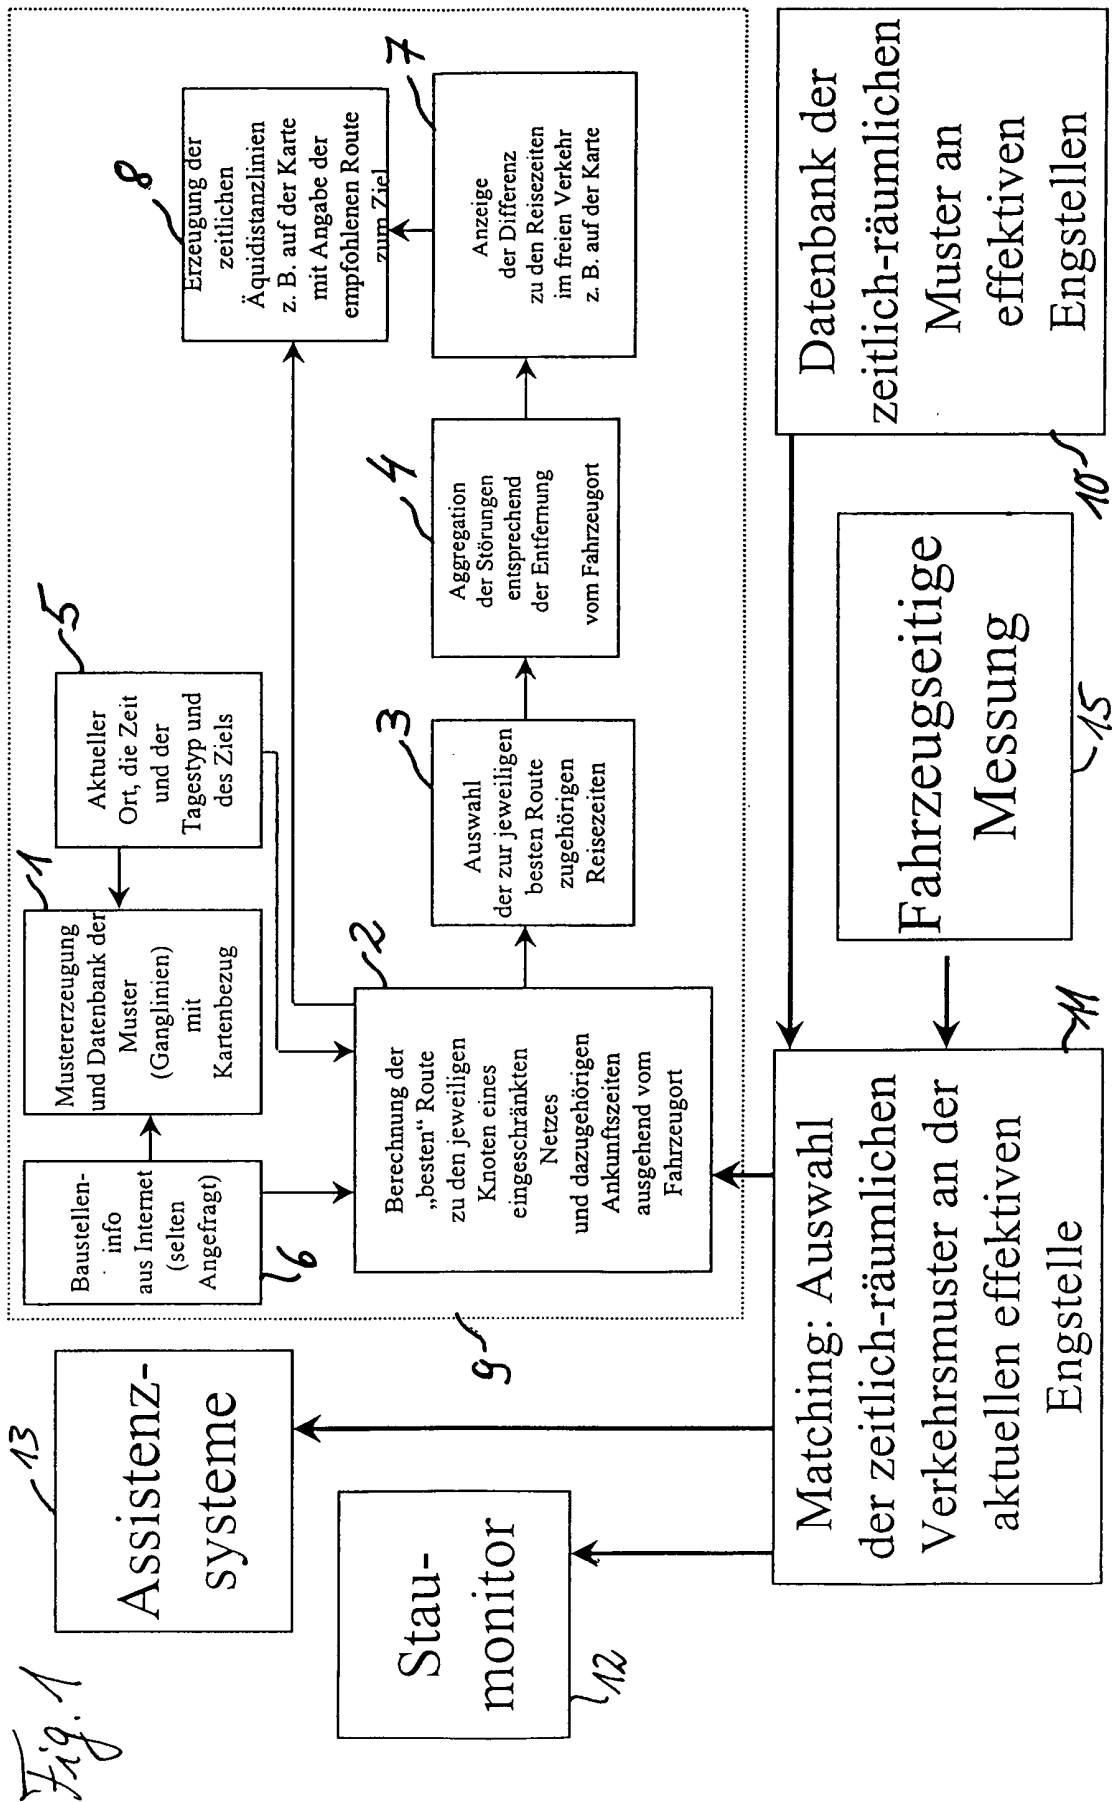 Fig. 1
13
Assistenz-
systeme
Stau-
monitor
12
6
Baustellen-
info
aus Internet
(selten
Angefragt)
1
Mustererzeugung
und Datenbank der
Muster
(Ganglinien)
mit
Kartenbezug
5
Aktueller
Ort, die Zeit
und der
Tagestyp und
des Ziels
8
Erzeugung der
zeitlichen
Äquidistanzlinien
z. B. auf der Karte
mit Angabe der
empfohlenen Route
zum Ziel
2
Berechnung der
„besten“ Route
zu den jeweiligen
Knoten eines
eingeschränkten
Netzes
und dazugehörigen
Ankunftszeiten
ausgehend vom
Fahrzeugort
3
Auswahl
der zur jeweiligen
besten Route
zugehörigen
Reisezeiten
4
Aggregation
der Störungen
entsprechend
der Entfernung
vom Fahrzeugort
7
Anzeige
der Differenz
zu den Reisezeiten
im freien Verkehr
z. B. auf der Karte
9
Matching: Auswahl
der zeitlich-räumlichen
Verkehrsmuster an der
aktuellen effektiven
Engstelle
11
Fahrzeugseitige
Messung
15
Datenbank der
zeitlich-räumlichen
Muster an
effektiven
Engstellen
10